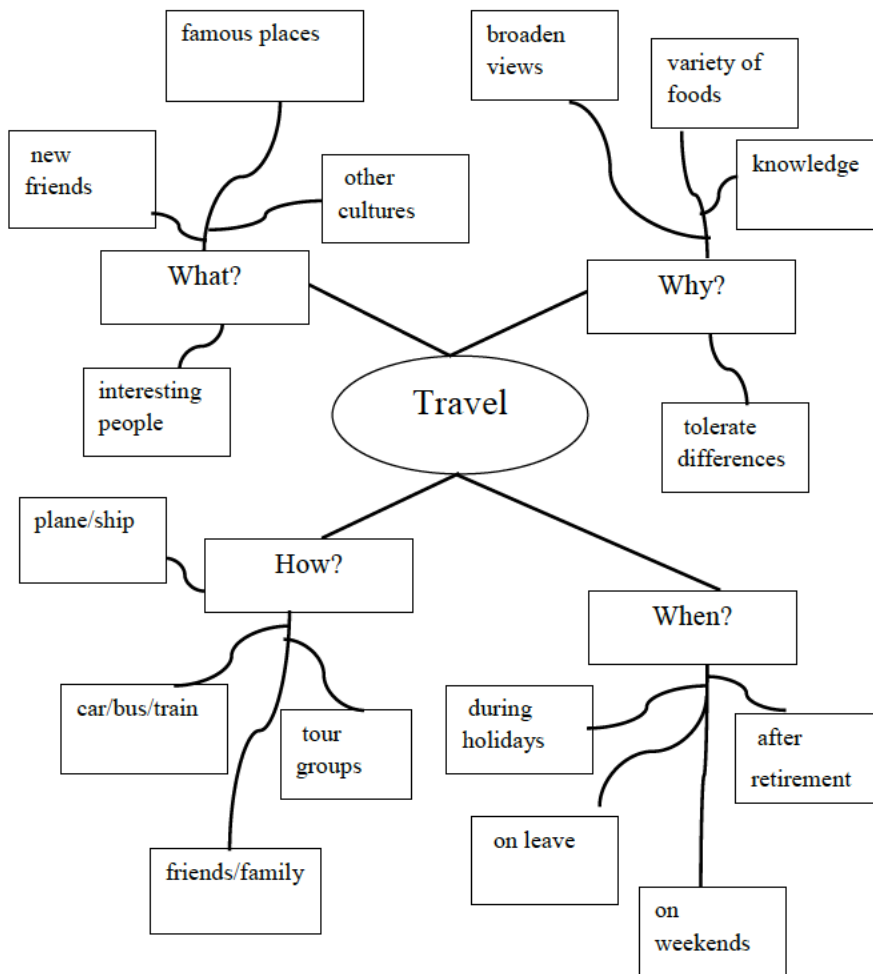 famous places
broaden
views
variety of
foods
new
friends
other
cultures
knowledge
What?
Why?
interesting
people
Travel
tolerate
differences
plane/ship
How?
When?
car/bus/train
tour
groups
during
holidays
after
retirement
on leave
friends/family
on
weekends